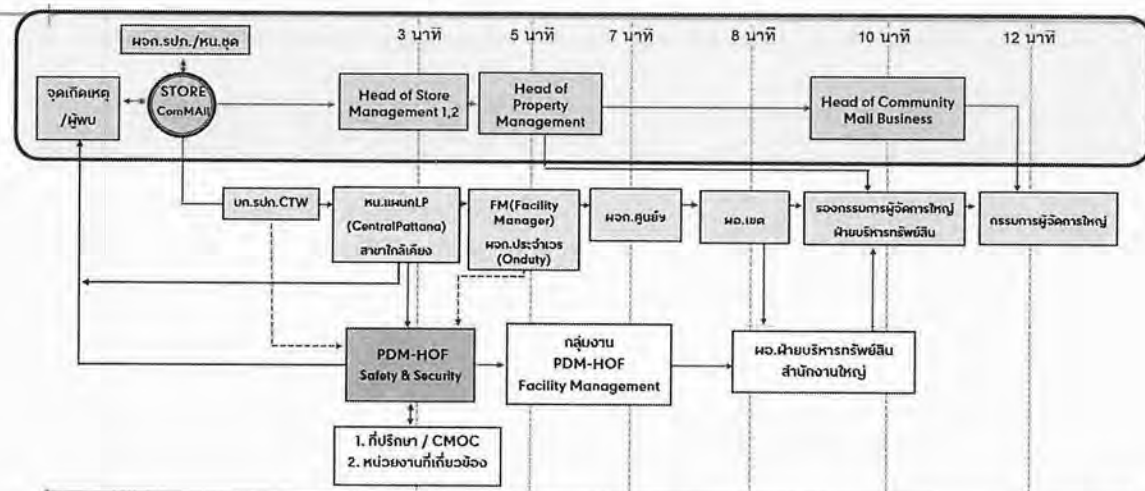 3 นาที
5 นาที
7 นาที
8 นาที
10 นาที
12 นาที
ผจก.รปภ./หน.ชุด
จุดเกิดเหตุ
/ผู้พบ
STORE
ComMAll
Head of Store
Management 1,2
Head of
Property
Management
Head of Community
Mall Business
บก.รปภ.CTW
หน.แผนกLP
(CentralPattana)
สาขาใกล้เคียง
FM(Facility
Manager)
ผจก.ประจำเวร
(Onduty)
ผจก.ศูนย์ฯ
ผอ.เขต
รองกรรมการผู้จัดการใหญ่
ฝ่ายบริหารทรัพย์สิน
กรรมการผู้จัดการใหญ่
PDM-HOF
Safety & Security
กลุ่มงาน
PDM-HOF
Facility Management
ผอ.ฝ่ายบริหารทรัพย์สิน
สำนักงานใหญ่
1. ที่ปรึกษา / CMOC
2. หน่วยงานที่เกี่ยวข้อง